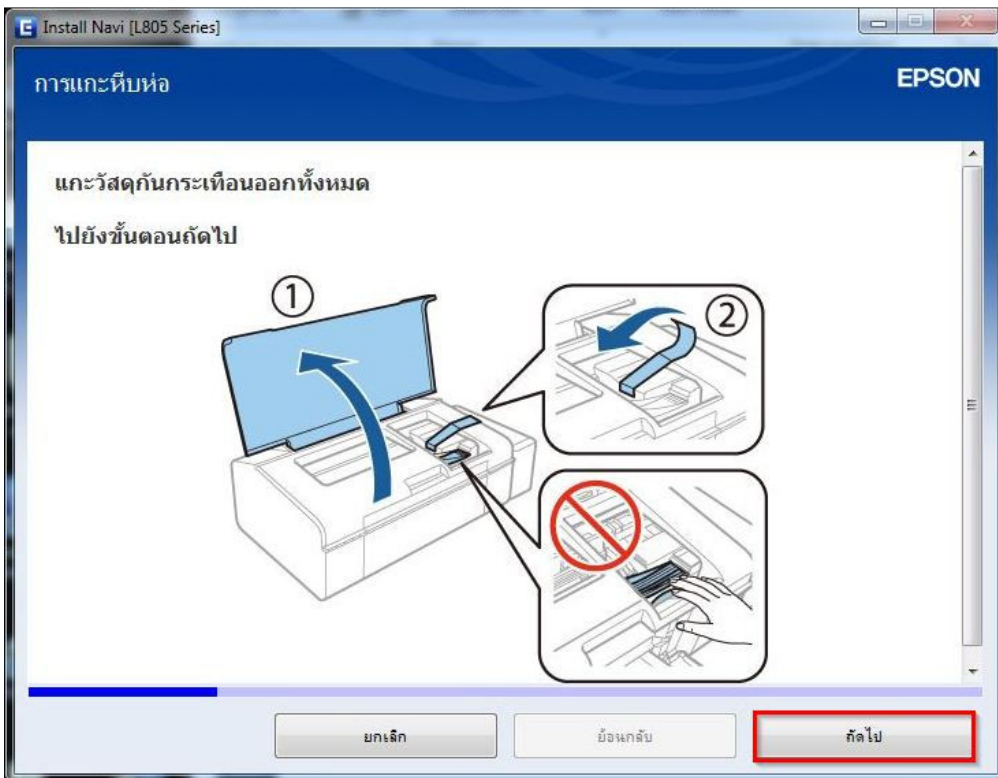 Install Navi [L805 Series]
การแกะหีบห่อ
EPSON
แกะวัสดุกันกระเทือนออกทั้งหมด
ไปยังขั้นตอนถัดไป
①
②
ยกเลิก
ย้อนกลับ
ถัดไป